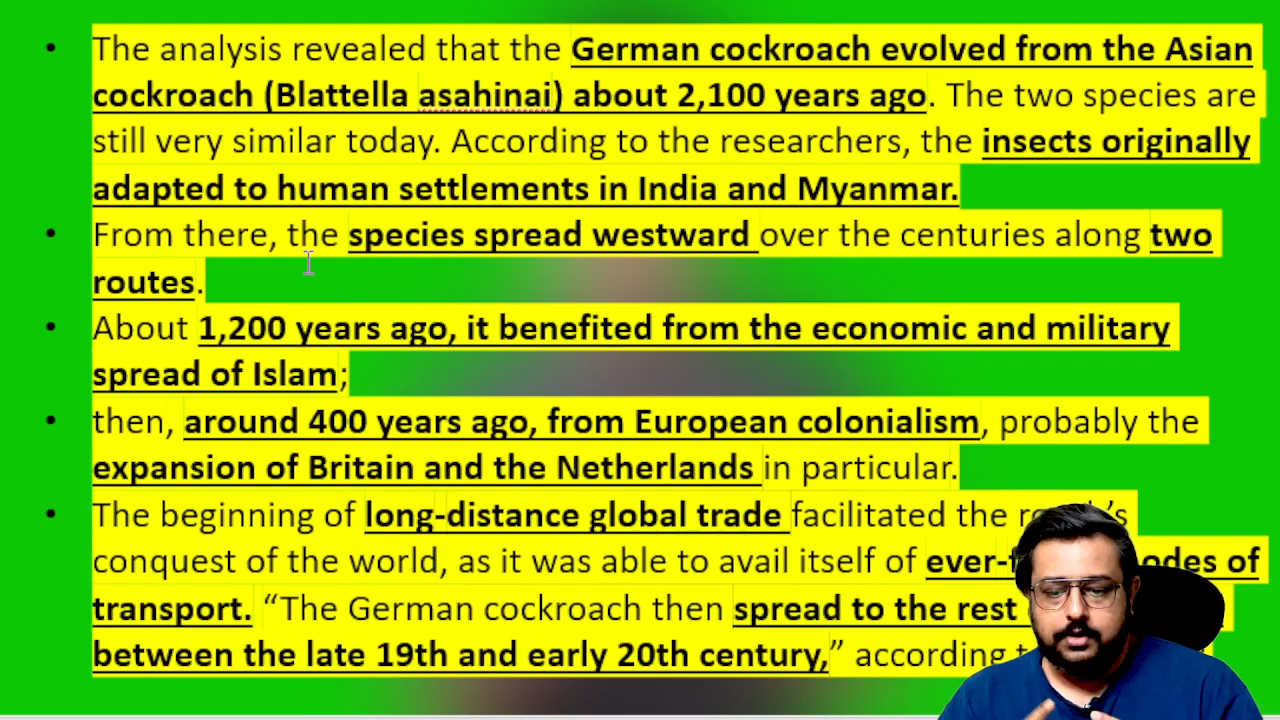 • The analysis revealed that the German cockroach evolved from the Asian
cockroach (Blattella asahinai) about 2,100 years ago. The two species are
still very similar today. According to the researchers, the insects originally
adapted to human settlements in India and Myanmar.
• From there, the species spread westward over the centuries along two
routes.
• About 1,200 years ago, it benefited from the economic and military
spread of Islam;
• then, around 400 years ago, from European colonialism, probably the
expansion of Britain and the Netherlands in particular.
• The beginning of long-distance global trade facilitated the
conquest of the world, as it was able to avail itself of of
transport. “The German cockroach then spread to the rest
between the late 19th and early 20th century,” according